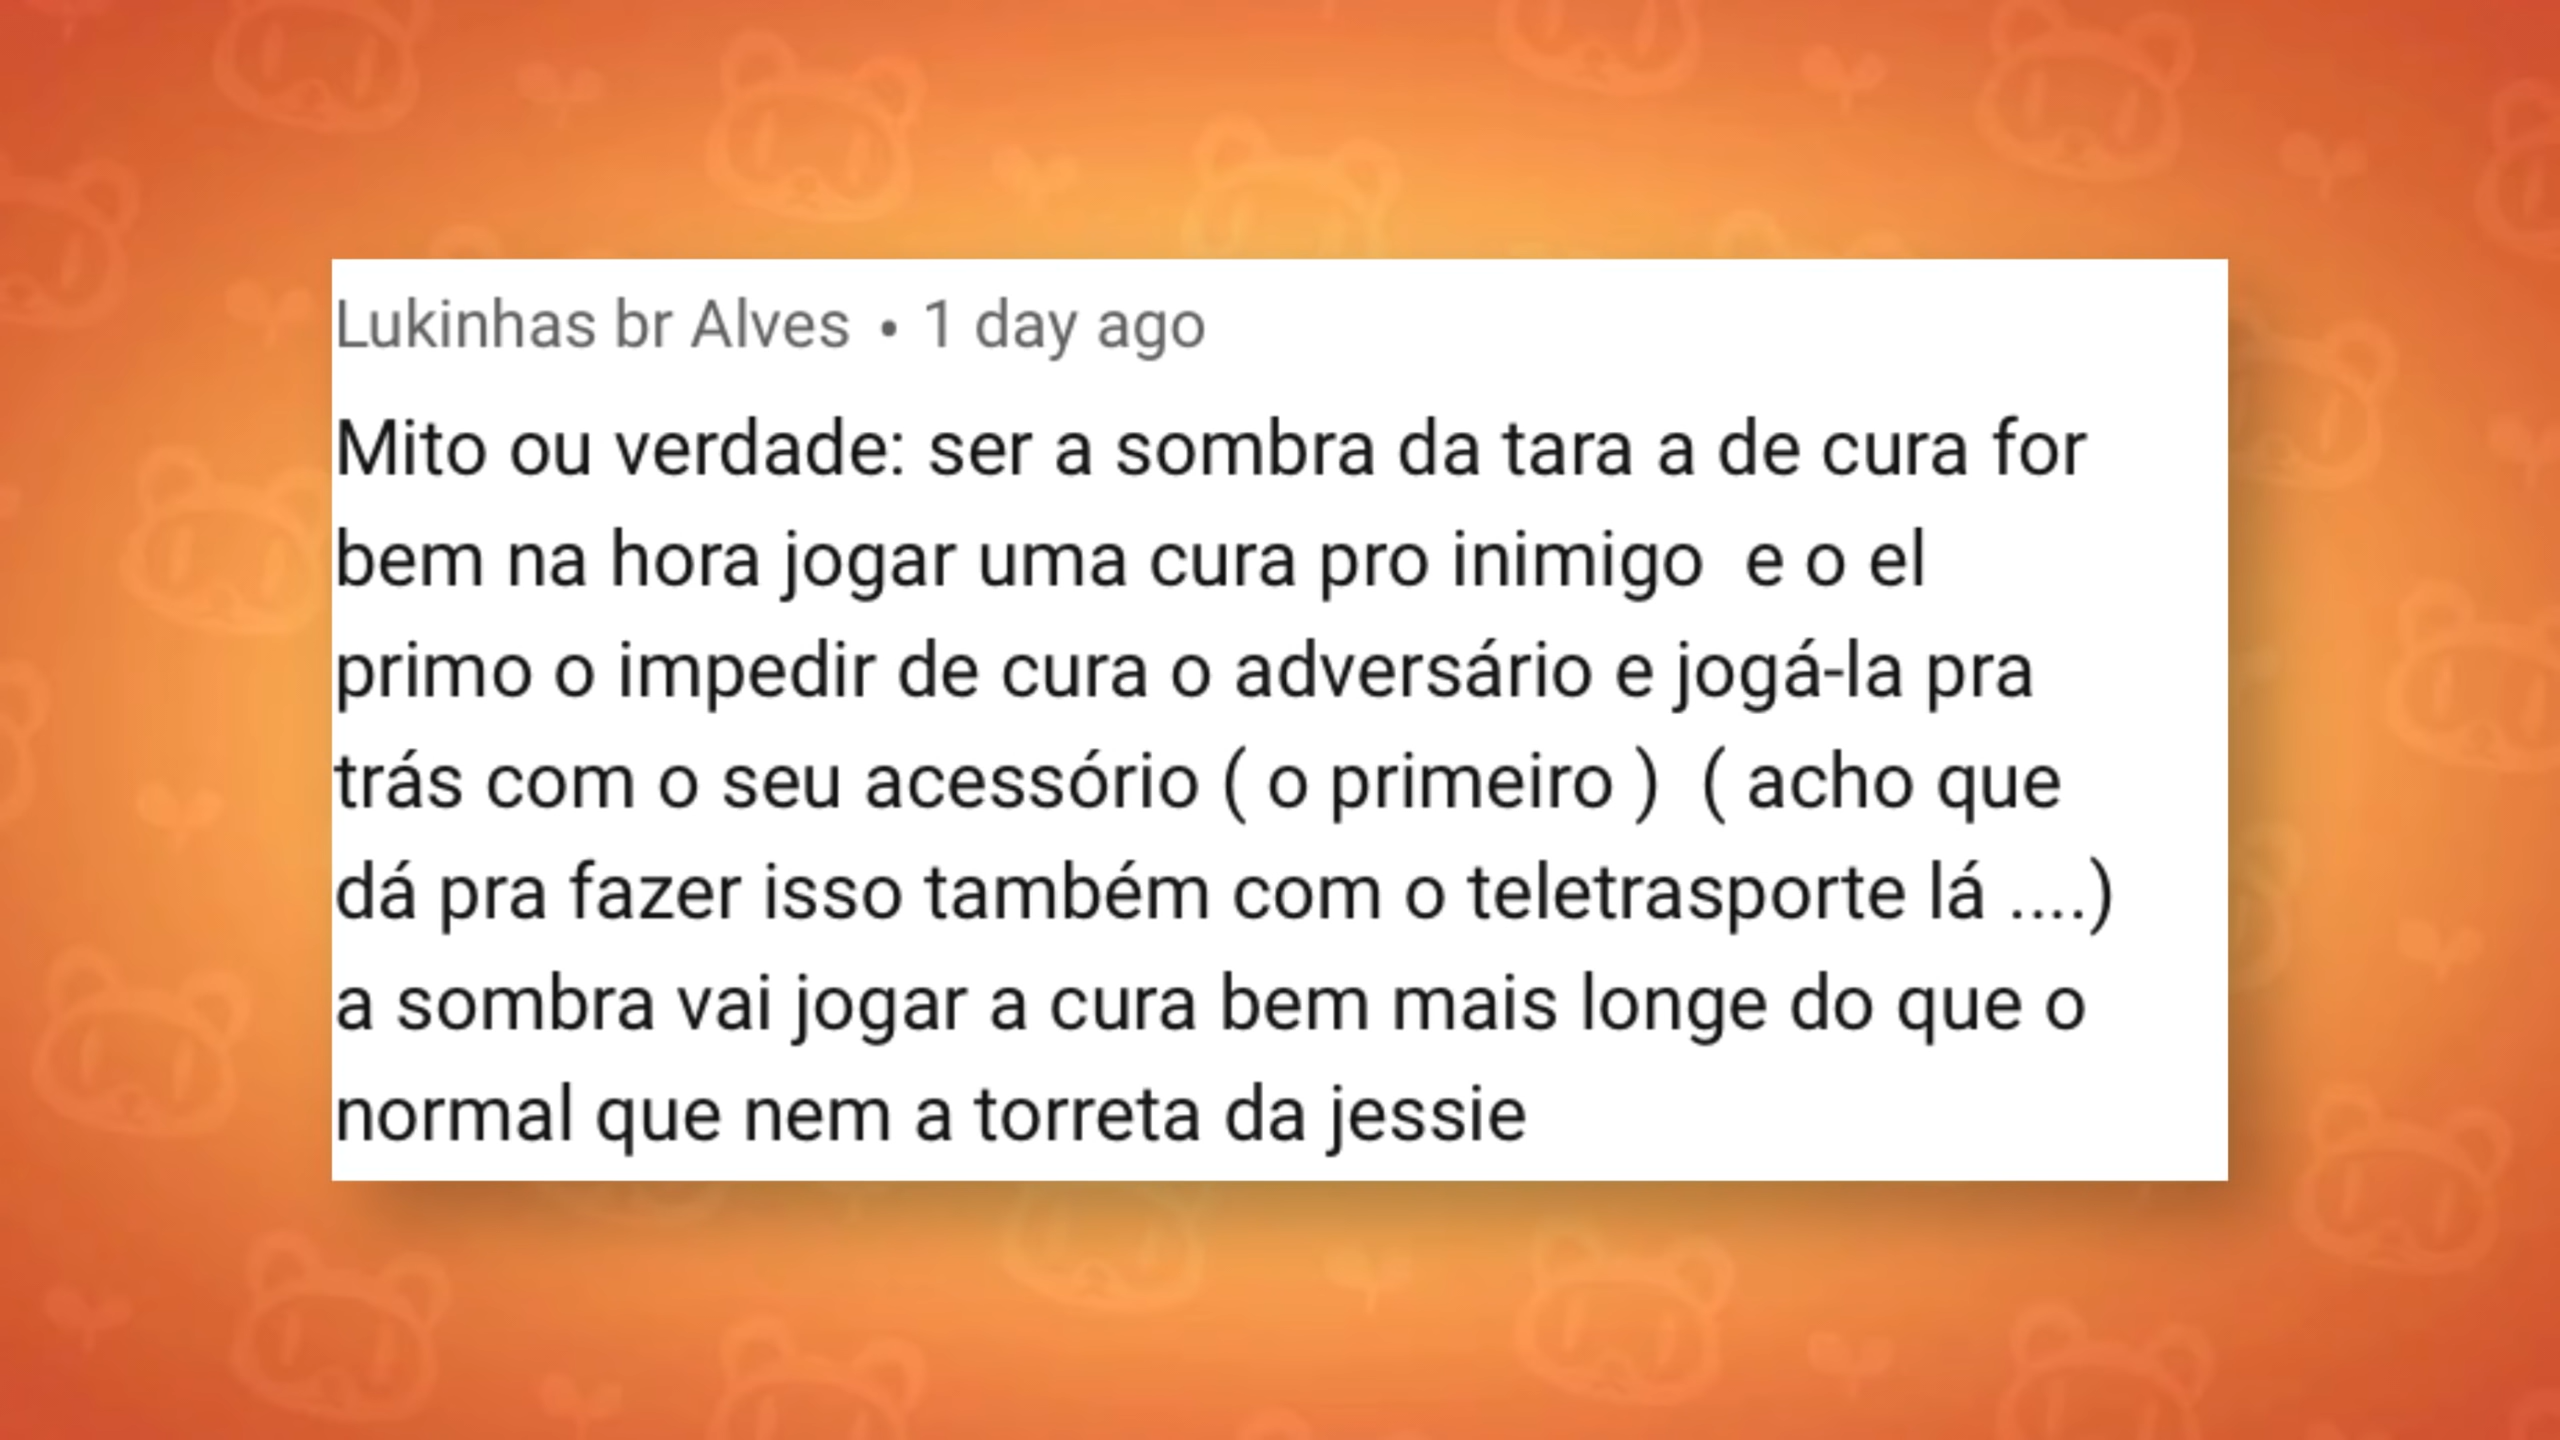 Lukinhas br Alves • 1 day ago
Mito ou verdade: ser a sombra da tara a de cura for
bem na hora jogar uma cura pro inimigo  e o el
primo o impedir de cura o adversário e jogá-la pra
trás com o seu acessório ( o primeiro )  ( acho que
dá pra fazer isso também com o teletrasporte lá ....)
a sombra vai jogar a cura bem mais longe do que o
normal que nem a torreta da jessie